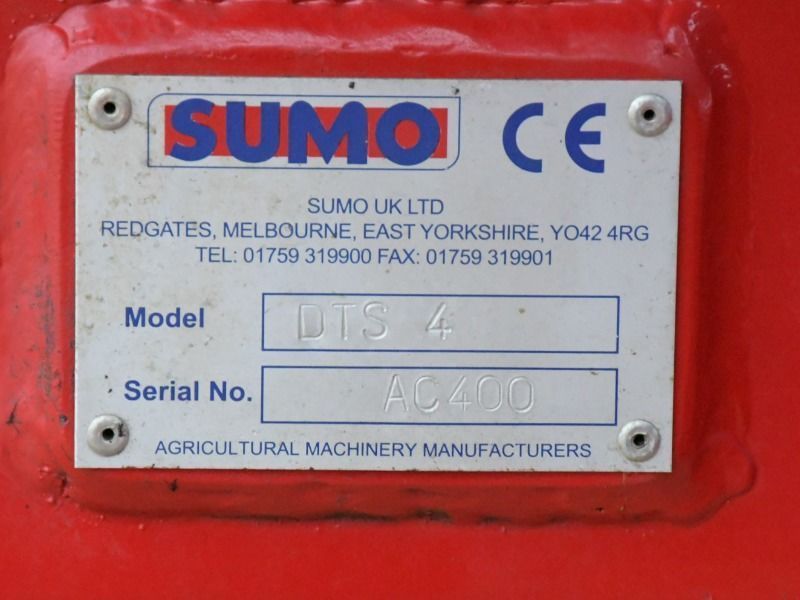 SUMO CE
SUMO UK LTD
REDGATES, MELBOURNE, EAST YORKSHIRE, YO42 4RG
TEL: 01759 319900 FAX: 01759 319901
Model DTS 4
Serial No. AC400
AGRICULTURAL MACHINERY MANUFACTURERS